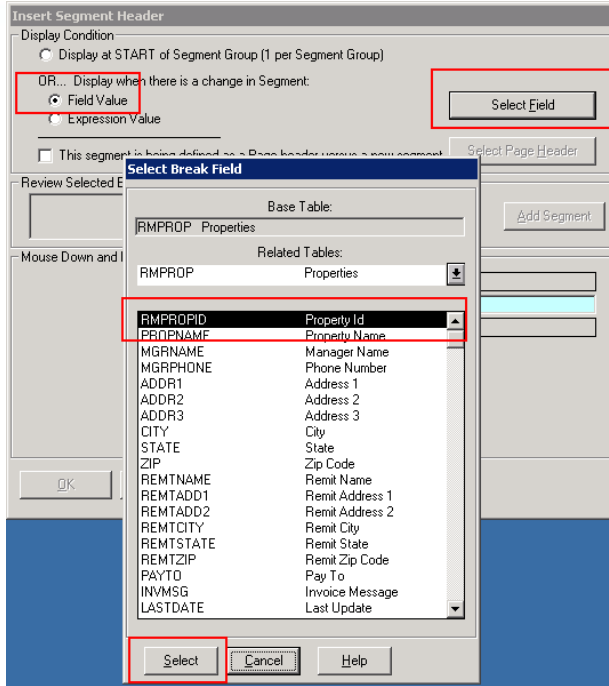 Insert Segment Header
Display Condition
Display at START of Segment Group (1 per Segment Group)
OR... Display when there is a change in Segment:
Field Value
Select Field
Expression Value
This segment is being defined as a Page header versus a new segment
Select Page Header
Review Selected
Add Segment
Mouse Down and
OK
Select Break Field
Base Table:
RMPROP Properties
Related Tables:
RMPROP Properties
RMPROPID Property Id
PROPNAME Property Name
MGRNAME Manager Name
MGRPHONE Phone Number
ADDR1 Address 1
ADDR2 Address 2
ADDR3 Address 3
CITY City
STATE State
ZIP Zip Code
REMTNAME Remit Name
REMTADD1 Remit Address 1
REMTADD2 Remit Address 2
REMTCITY Remit City
REMTSTATE Remit State
REMTZIP Remit Zip Code
PAYTO Pay To
INVMSG Invoice Message
LASTDATE Last Update
Select Cancel Help